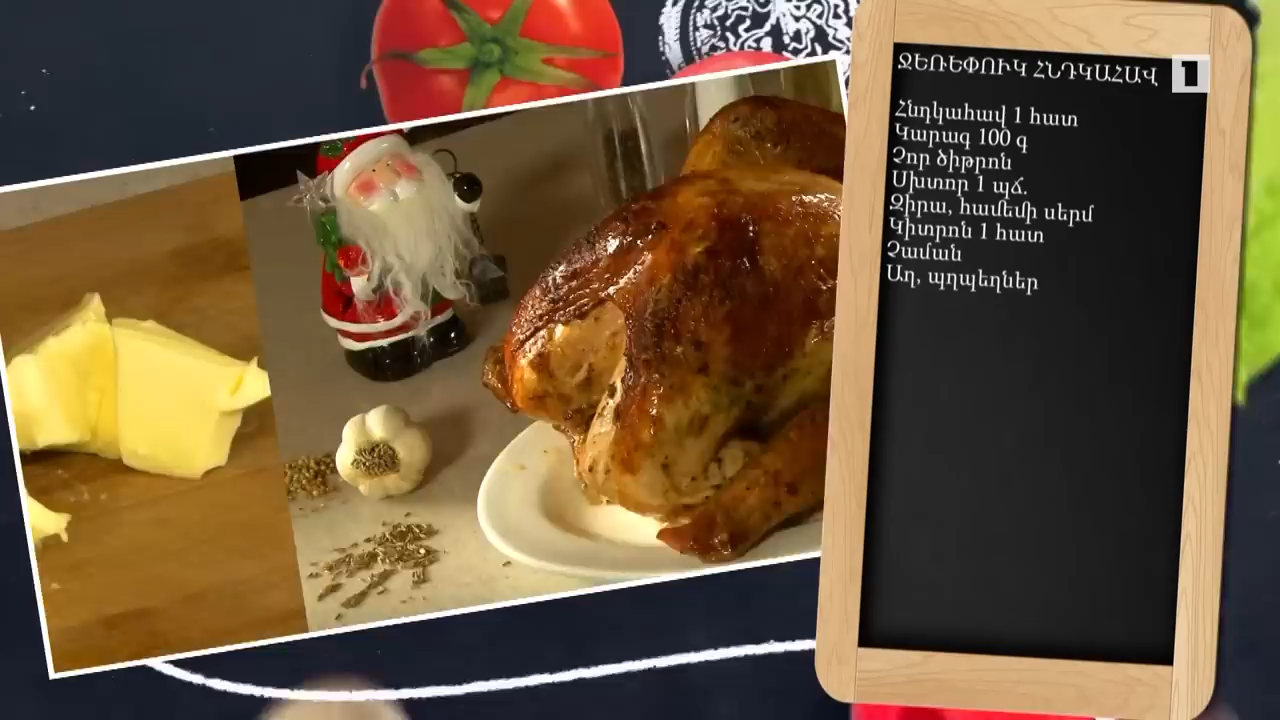 ՋԵՌԵՓՈՒԿ ՀՆԴԿԱՀԱՎ
1
Հնդկահավ 1 հատ
Կարագ 100 գ
Չոր ծիթրոն
Սխտոր 1 պճ.
Չիրա, համեմի սերմ
Կիտրոն 1 հատ
Չաման
Աղ, պղպեղներ